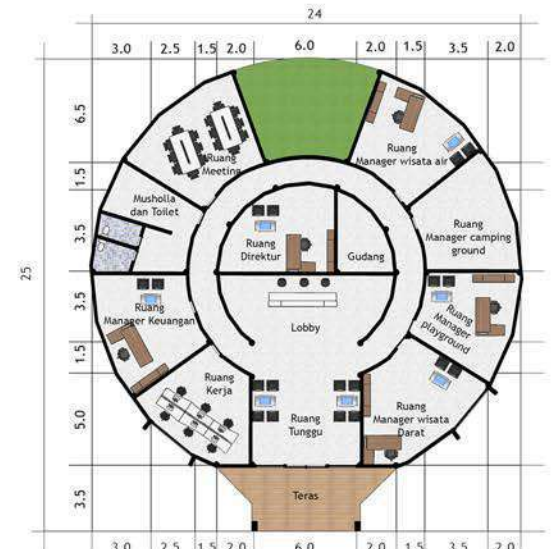 24
3.0 2.5 1.5 2.0 6.0 2.0 1.5 3.5 2.0
25
6.5
1.5
3.5
3.5
1.5
5.0
3.5
Ruang
Meeting
Ruang
Manager wisata air
Musholla
dan Toilet
Ruang
Manager camping
ground
Ruang
Direktur
Gudang
Ruang
Manager Keuangan
Lobby
Ruang
Manager
playground
Ruang
Kerja
Ruang
Tunggu
Ruang
Manager wisata
Darat
Teras
3.0 2.5 1.5 2.0 6.0 2.0 1.5 3.5 2.0